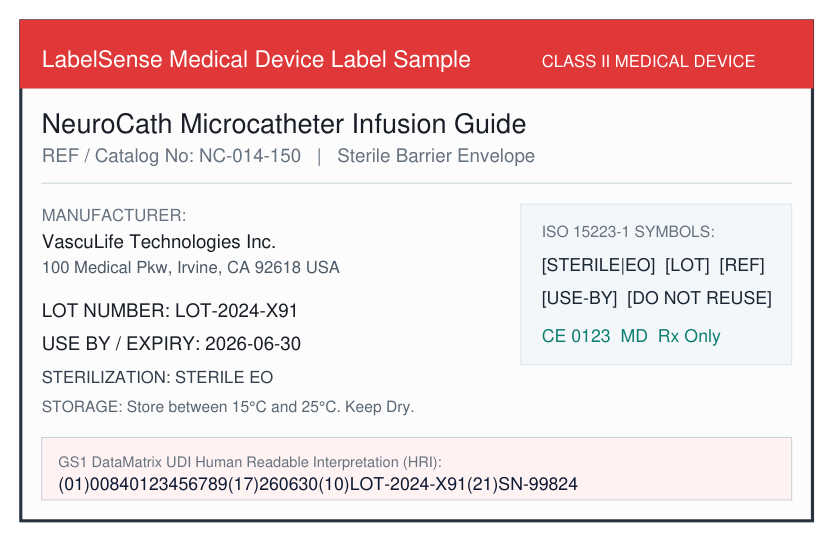 LabelSense Medical Device Label Sample
CLASS II MEDICAL DEVICE
NeuroCath Microcatheter Infusion Guide
REF / Catalog No: NC-014-150 | Sterile Barrier Envelope
MANUFACTURER:
VascuLife Technologies Inc.
100 Medical Pkw, Irvine, CA 92618 USA
LOT NUMBER: LOT-2024-X91
USE BY / EXPIRY: 2026-06-30
STERILIZATION: STERILE EO
STORAGE: Store between 15°C and 25°C. Keep Dry.
ISO 15223-1 SYMBOLS:
[STERILE|EO] [LOT] [REF]
[USE-BY] [DO NOT REUSE]
CE 0123 MD Rx Only
GS1 DataMatrix UDI Human Readable Interpretation (HRI):
(01)00840123456789(17)260630(10)LOT-2024-X91(21)SN-99824